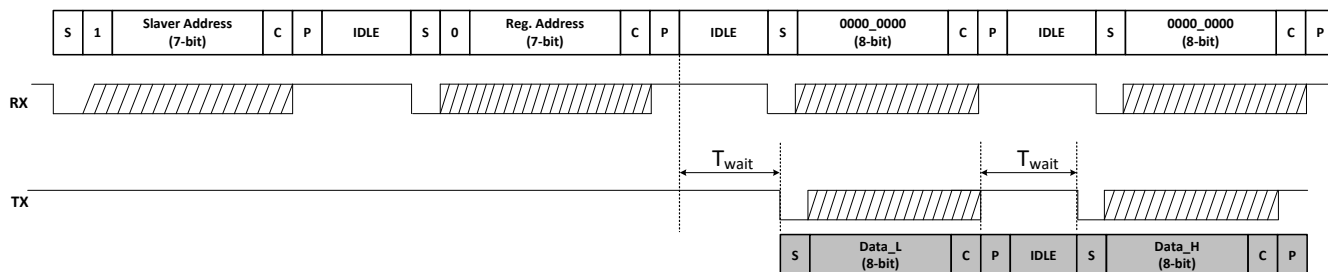 S 1 Slaver Address (7-bit) C P IDLE S 0 Reg. Address (7-bit) C P IDLE S 0000_0000 (8-bit) C P IDLE S 0000_0000 (8-bit) C P
RX
Twait Twait
TX
S Data_L (8-bit) C P IDLE S Data_H (8-bit) C P